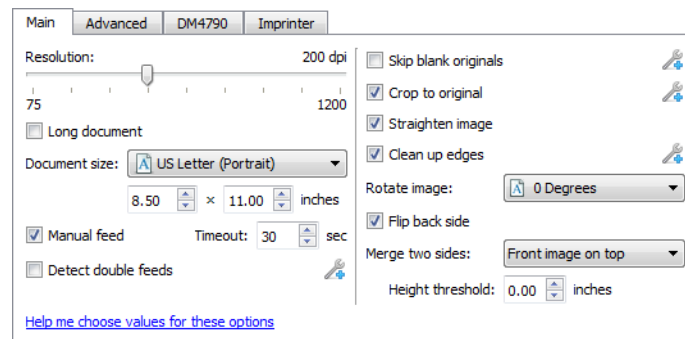 Main Advanced DM4790 Imprinter
Resolution: 200 dpi
75 1200
Long document
Document size: US Letter (Portrait)
8.50 × 11.00 inches
Manual feed Timeout: 30 sec
Detect double feeds
Help me choose values for these options
Skip blank originals
Crop to original
Straighten image
Clean up edges
Rotate image: 0 Degrees
Flip back side
Merge two sides: Front image on top
Height threshold: 0.00 inches